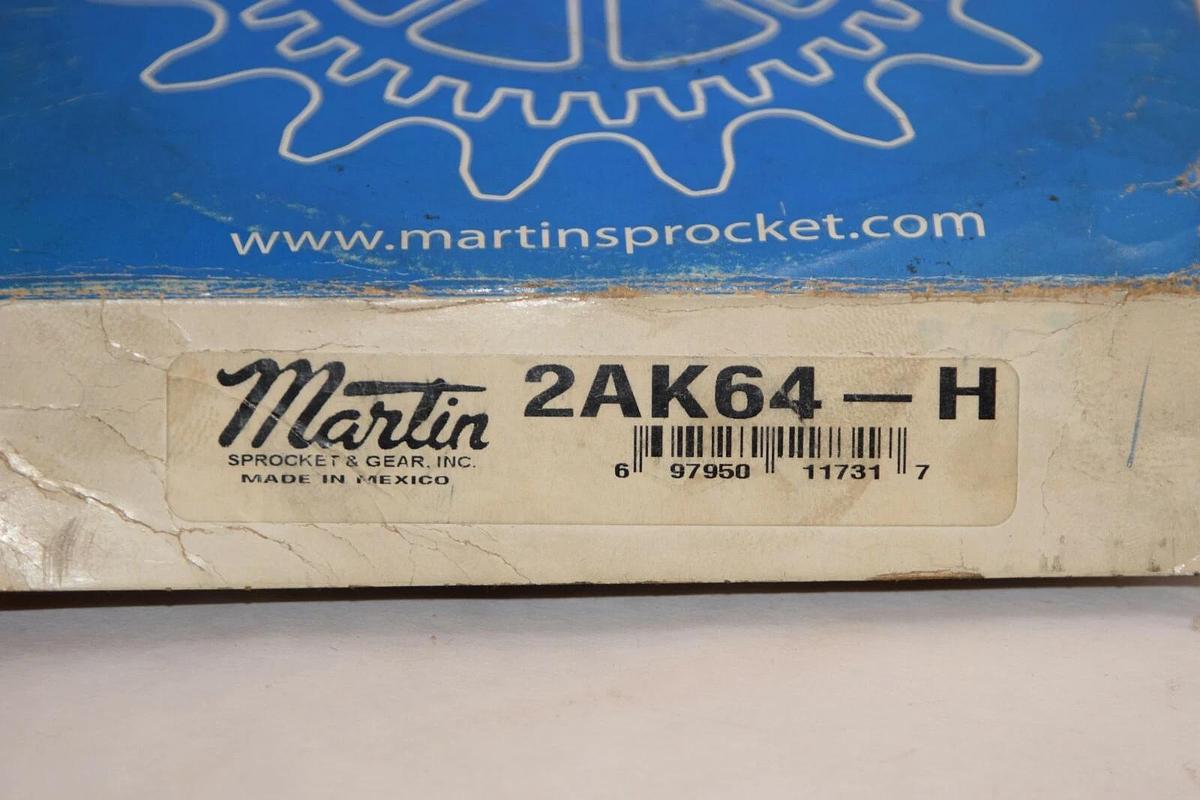 www.martinsprocket.com
Martin
SPROCKET & GEAR, INC.
MADE IN MEXICO
2AK64 — H
6 97950 11731 7